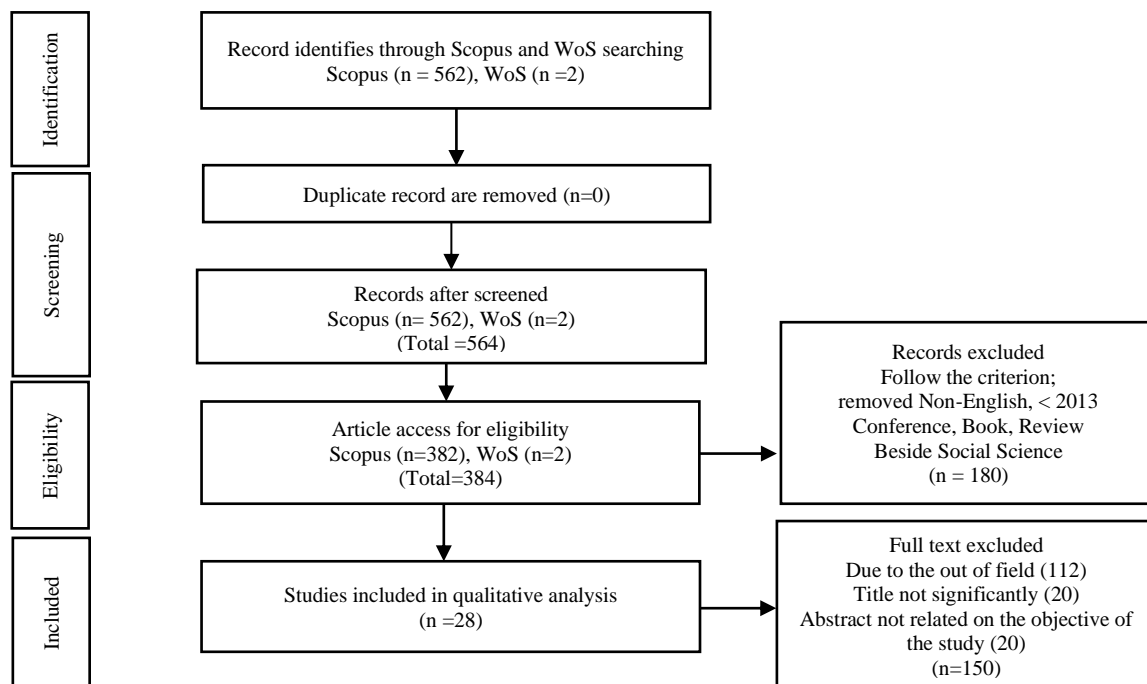 Identification
Record identifies through Scopus and WoS searching
Scopus (n = 562), WoS (n =2)
Screening
Duplicate record are removed (n=0)
Records after screened
Scopus (n= 562), WoS (n=2)
(Total =564)
Eligibility
Article access for eligibility
Scopus (n=382), WoS (n=2)
(Total=384)
Records excluded
Follow the criterion;
removed Non-English, < 2013
Conference, Book, Review
Beside Social Science
(n = 180)
Included
Studies included in qualitative analysis
(n =28)
Full text excluded
Due to the out of field (112)
Title not significantly (20)
Abstract not related on the objective of
the study (20)
(n=150)